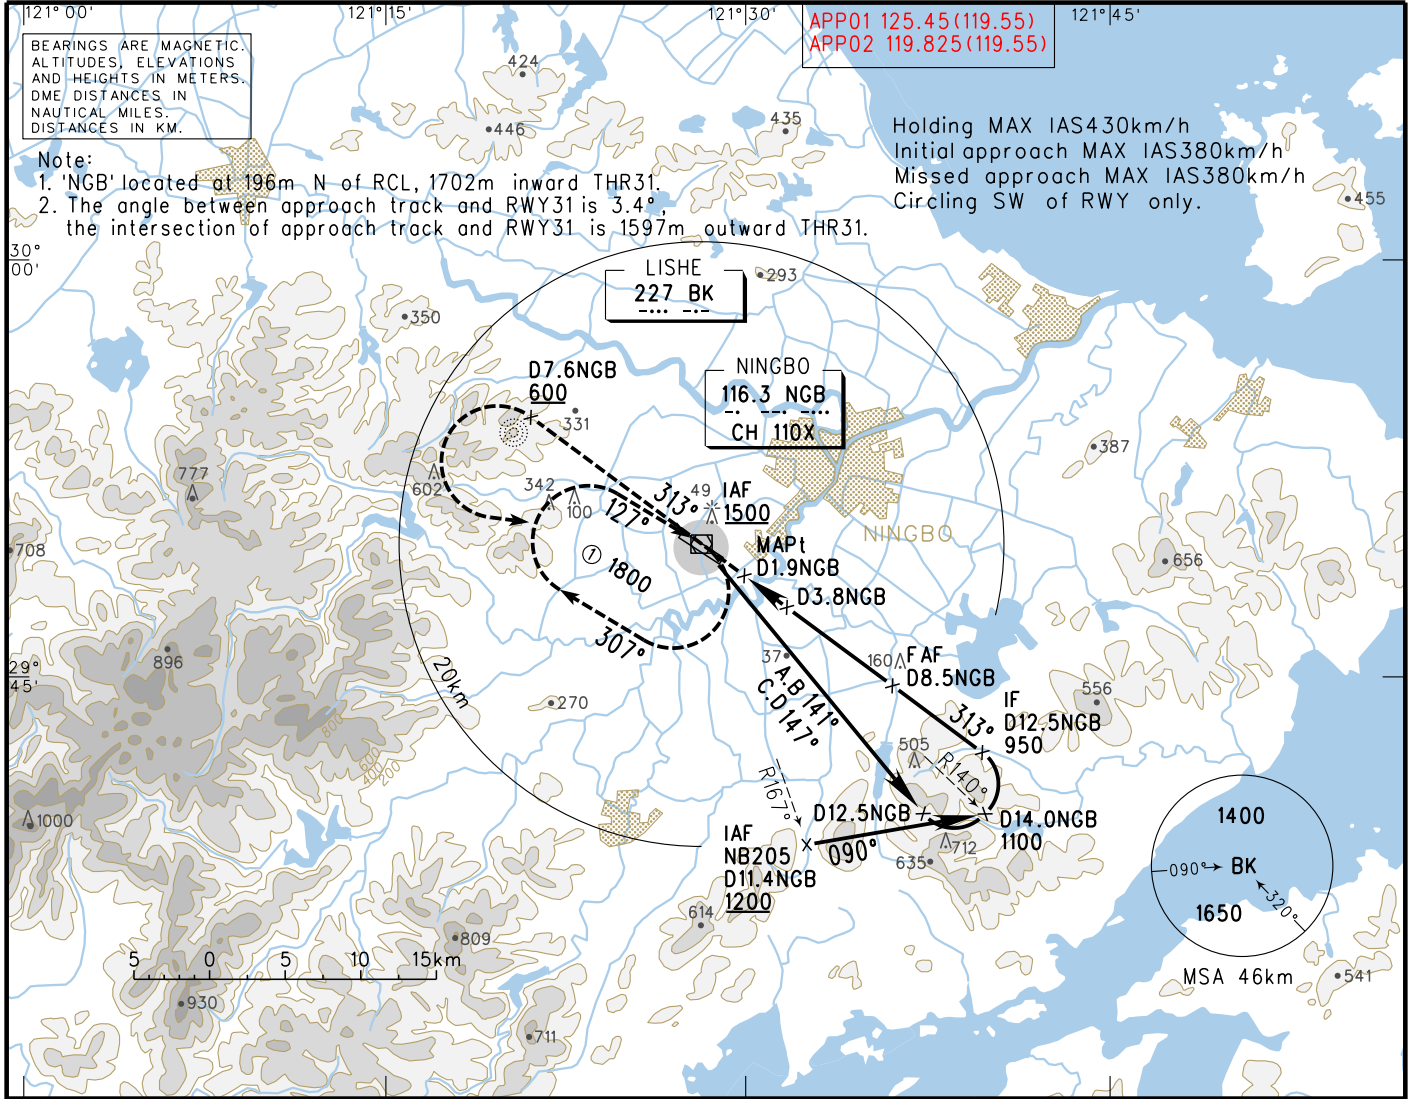 121° 00'
121° 15'
121° 30'
121° 45'
APP01 125.45(119.55)
APP02 119.825(119.55)
BEARINGS ARE MAGNETIC.
ALTITUDES, ELEVATIONS
AND HEIGHTS IN METERS.
DME DISTANCES IN
NAUTICAL MILES.
DISTANCES IN KM.
Note:
1. 'NGB' located at 196m N of RCL, 1702m inward THR31.
2. The angle between approach track and RWY31 is 3.4°,
the intersection of approach track and RWY31 is 1597m outward THR31.
Holding MAX IAS430km/h
Initial approach MAX IAS380km/h
Missed approach MAX IAS380km/h
Circling SW of RWY only.
424
446
435
455
30°
00'
LISHE
227 BK
293
350
D7.6NGB
600
331
NINGBO
116.3 NGB
CH 110X
387
777
602
342
100
313°
127°
49
IAF
1500
NINGBO
708
656
MAPt
D1.9NGB
1 1800
D3.8NGB
307°
896
29°
45'
20km
37
A.B 141°
C.D 147°
160
FAF
D8.5NGB
556
270
IF
D12.5NGB
950
313°
800
600
400
200
505
R140°
R167°
1000
D12.5NGB
D14.0NGB
1100
IAF
NB205
D11.4NGB
1200
090°
712
635
1400
090° BK
320°
1650
MSA 46km
614
809
5 0 5 10 15km
930
711
541